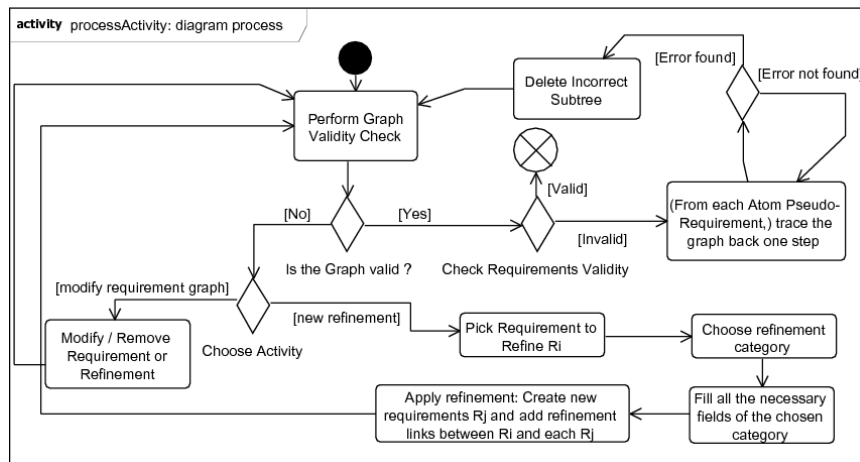 activity processActivity: diagram process
[Error found]
[Error not found]
Delete Incorrect
Subtree
Perform Graph
Validity Check
[Valid]
(From each Atom Pseudo-
Requirement,) trace the
graph back one step
[No]
[Yes]
[Invalid]
Is the Graph valid ?
Check Requirements Validity
[modify requirement graph]
[new refinement]
Choose Activity
Modify / Remove
Requirement or
Refinement
Pick Requirement to
Refine Ri
Choose refinement
category
Apply refinement: Create new
requirements Rj and add refinement
links between Ri and each Rj
Fill all the necessary
fields of the chosen
category